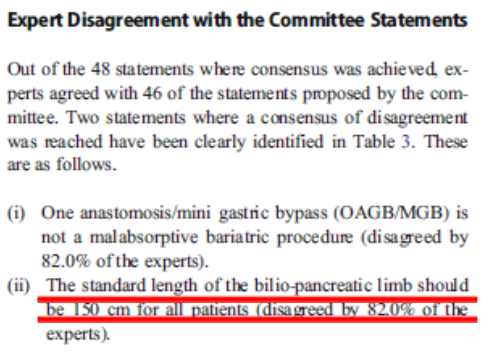 Expert Disagreement with the Committee Statements
Out of the 48 statements where consensus was achieved, ex-
perts agreed with 46 of the statements proposed by the com-
mittee. Two statements where a consensus of disagreement
was reached have been clearly identified in Table 3. These
are as follows.
(i) One anastomosis/mini gastric bypass (OAGB/MGB) is
not a malabsorptive bariatric procedure (disagreed by
82.0% of the experts).
(ii) The standard length of the bilio-pancreatic limb should
be 150 cm for all patients (disagreed by 82.0% of the
experts).